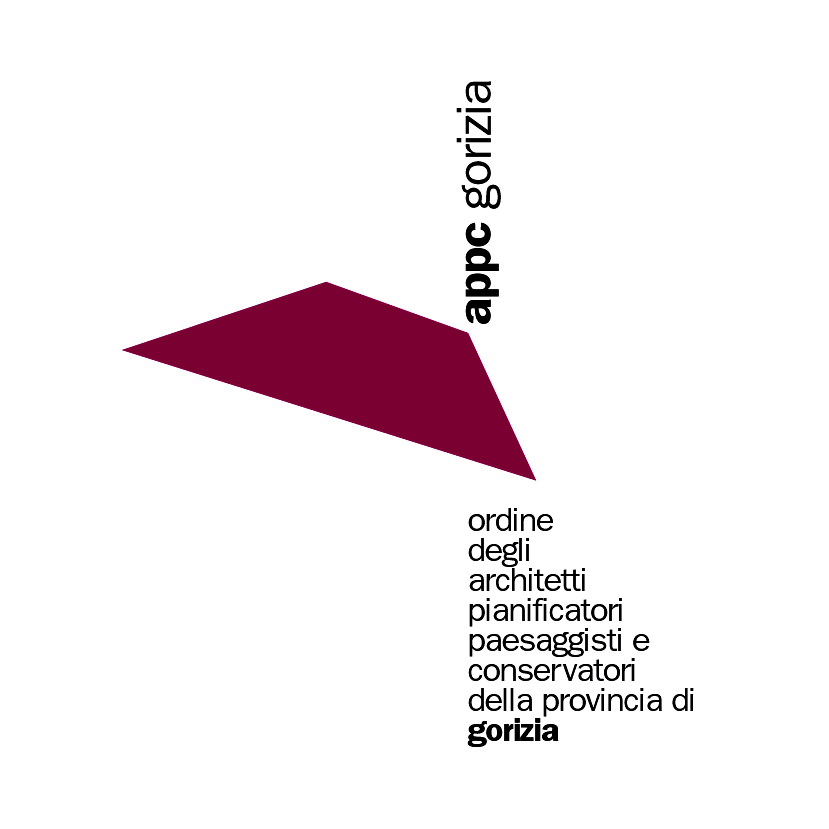 appc gorizia
ordine
degli
architetti
pianificatori
paesaggisti e
conservatori
della provincia di
gorizia